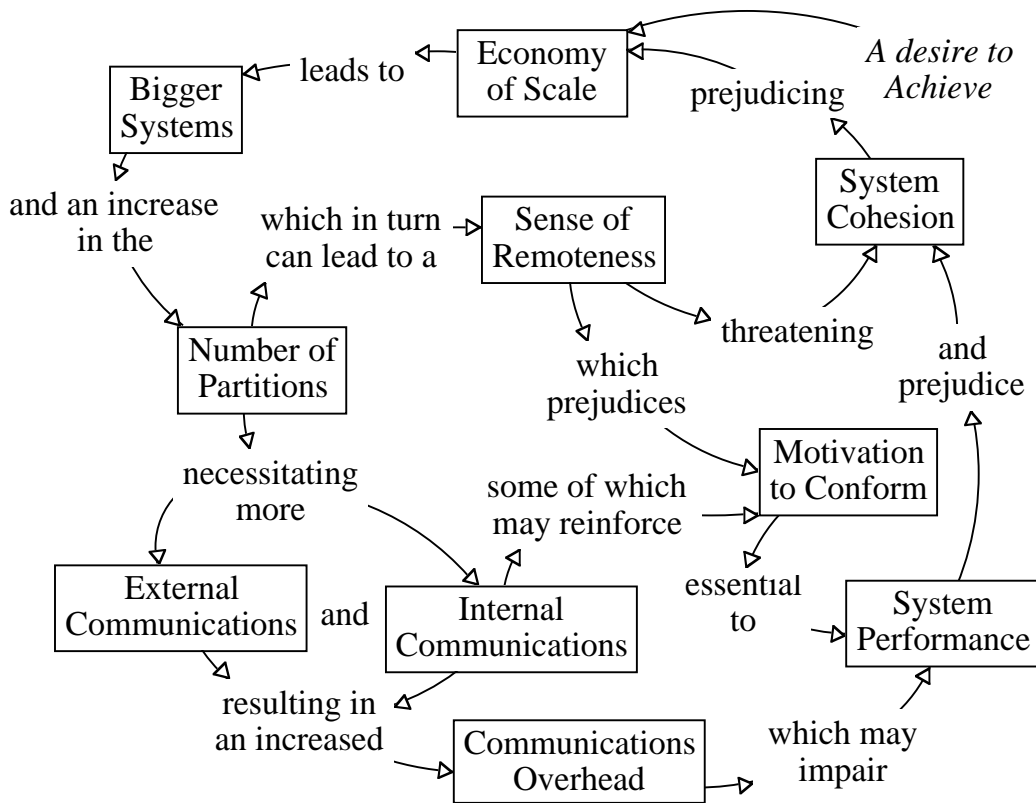 A desire to
Achieve
Economy
of Scale
leads to
Bigger
Systems
and an increase
in the
Number of
Partitions
which in turn
can lead to a
Sense of
Remoteness
threatening
System
Cohesion
prejudicing
which
prejudices
Motivation
to Conform
necessitating
more
External
Communications
and
Internal
Communications
some of which
may reinforce
essential
to
System
Performance
and
prejudice
resulting in
an increased
Communications
Overhead
which may
impair